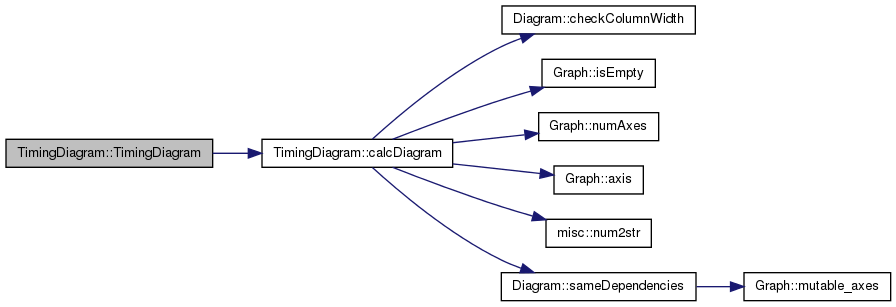 Diagram::checkColumnWidth
Graph::isEmpty
Graph::numAxes
TimingDiagram::TimingDiagram
TimingDiagram::calcDiagram
Graph::axis
misc::num2str
Diagram::sameDependencies
Graph::mutable_axes